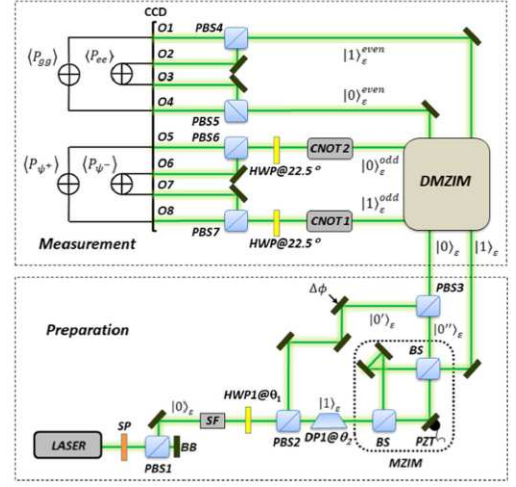 CCD
O1
PBS4
⟨P_gg⟩
⟨P_ee⟩
O2
|1⟩_ε^even
O3
|0⟩_ε^even
O4
PBS5
O5
PBS6
CNOT 2
⟨P_ψ+⟩
⟨P_ψ−⟩
HWP@22.5 °
|0⟩_ε^odd
DMZIM
O6
O7
|1⟩_ε^odd
O8
CNOT 1
PBS7
HWP@22.5 °
Measurement
|0⟩_ε
|1⟩_ε
Δϕ
PBS3
Preparation
|0'⟩_ε
|0''⟩_ε
BS
HWP1@θ₁
|0⟩_ε
|1⟩_ε
SP
SF
LASER
BB
PBS1
PBS2
DP1@θ₂
BS
PZT
MZIM